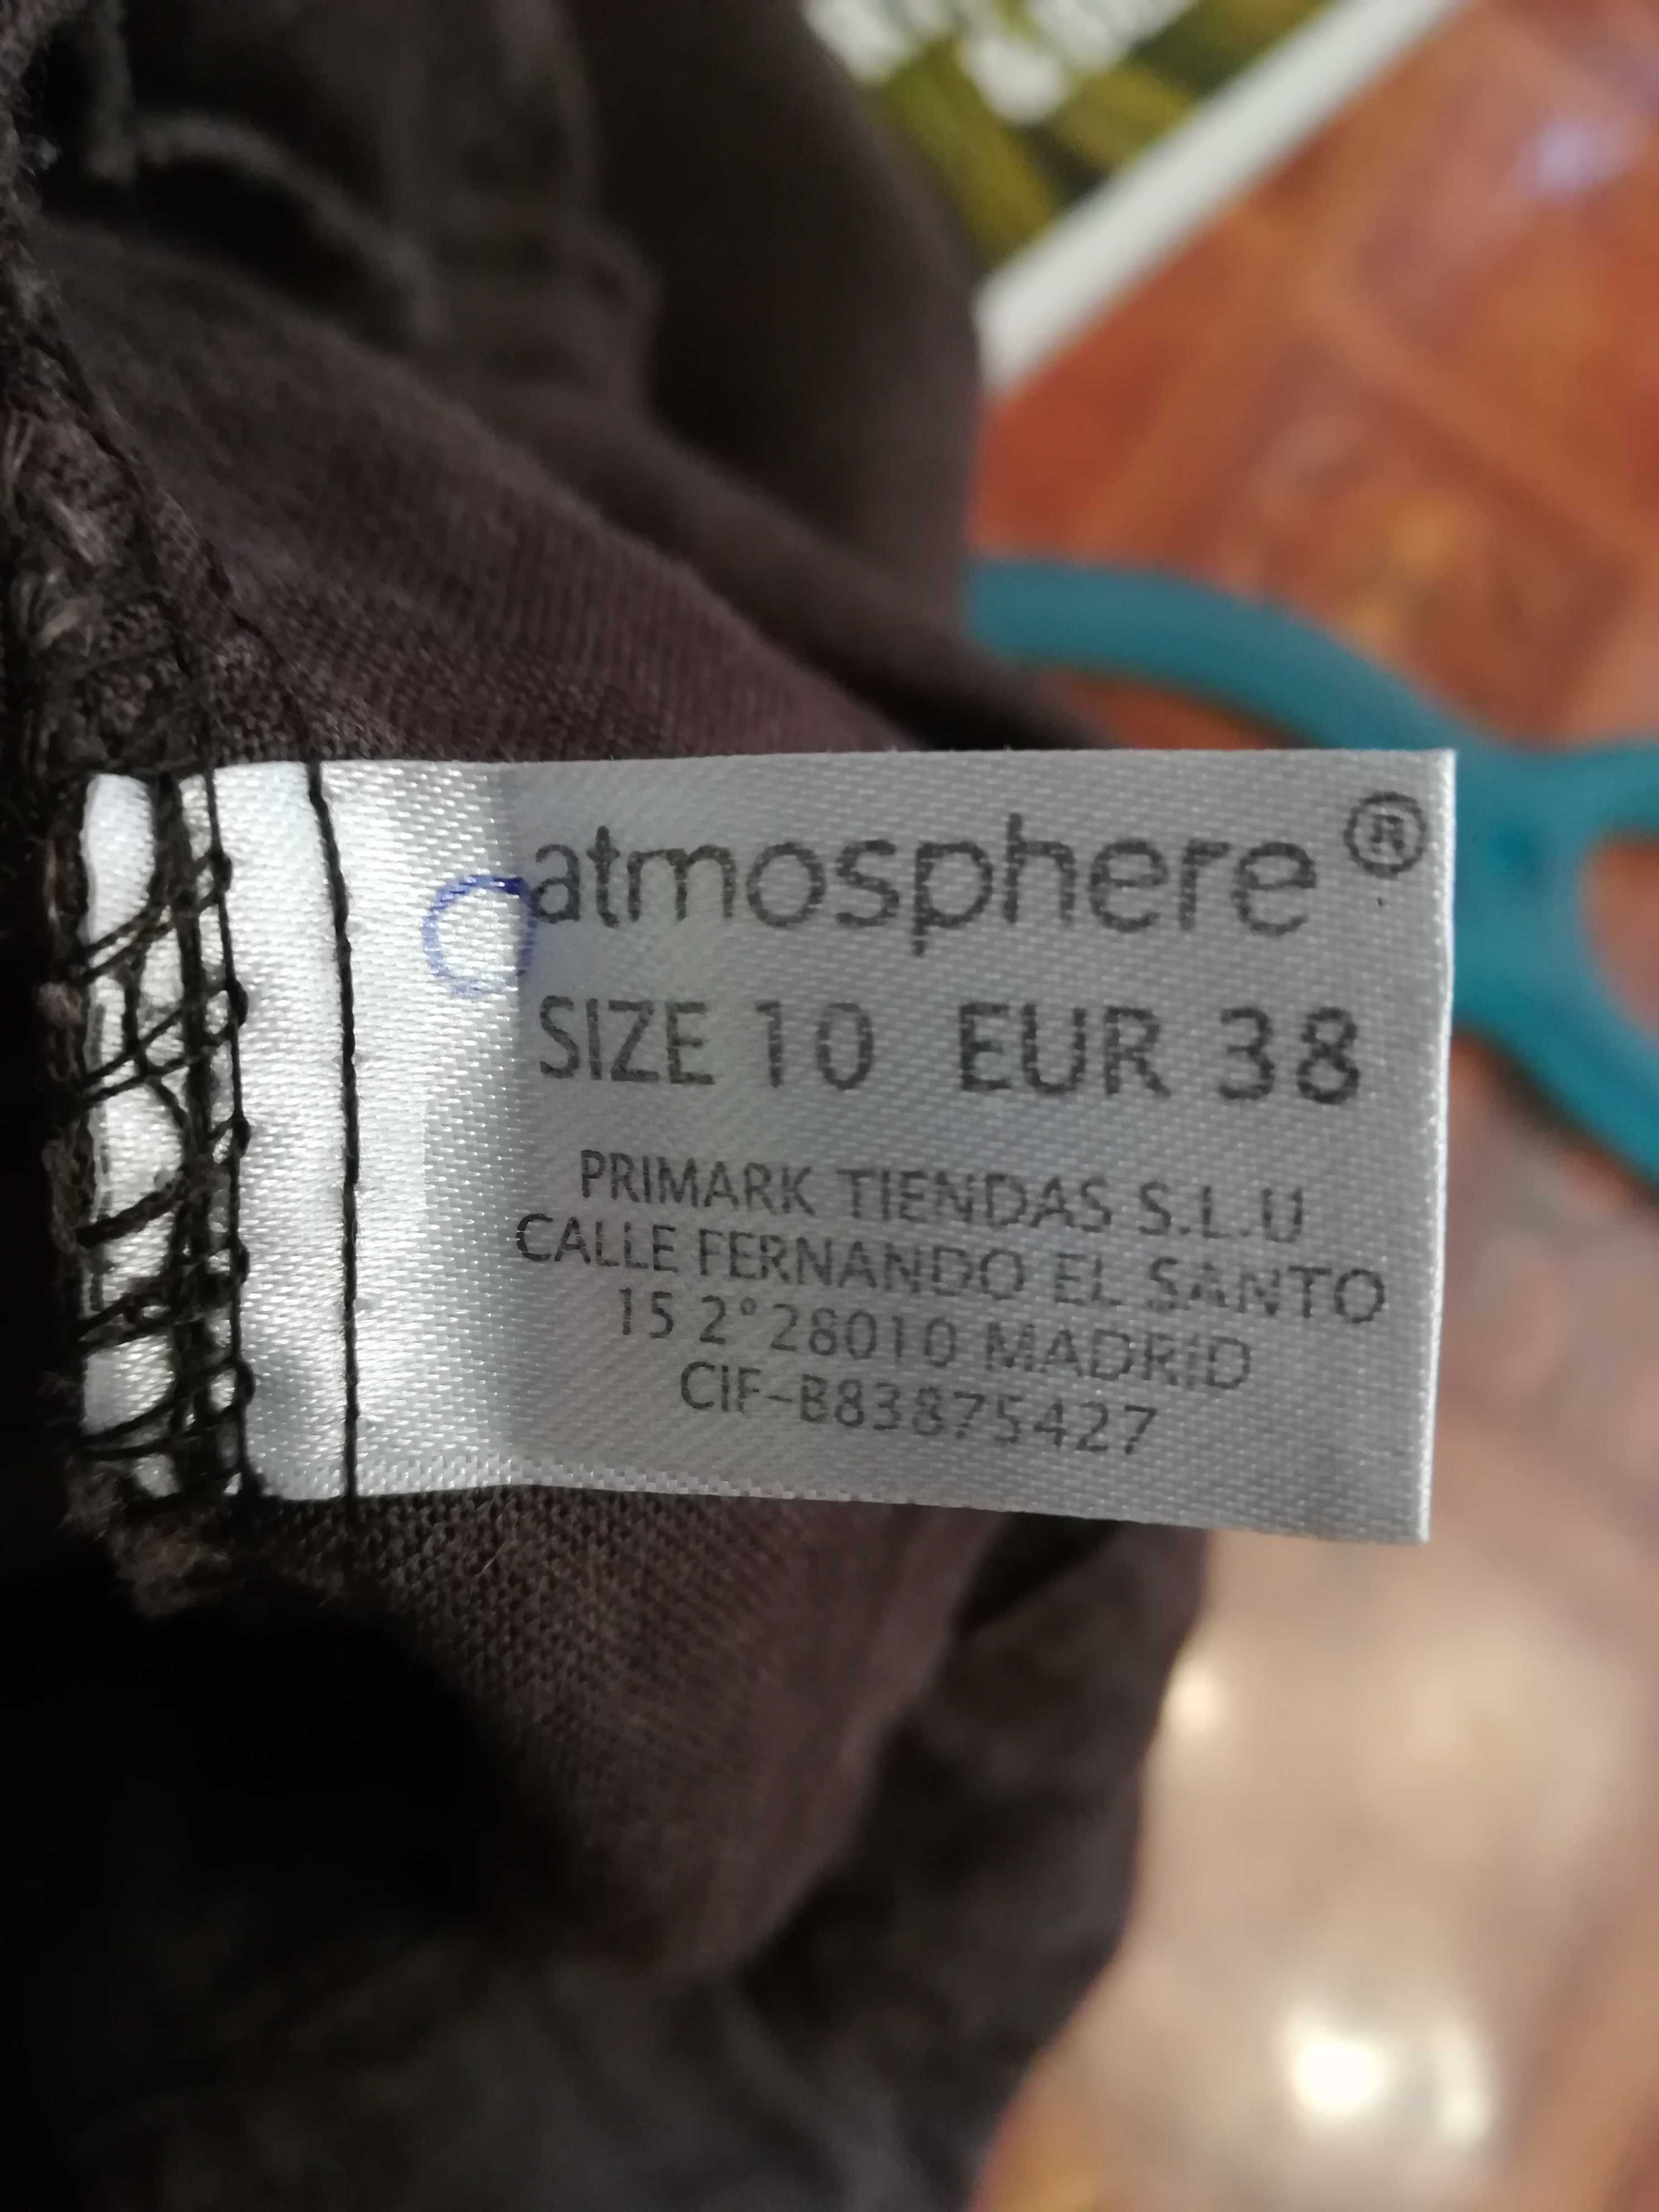 atmosphere®
SIZE 10 EUR 38
PRIMARK TIENDAS S.L.U
CALLE FERNANDO EL SANTO
15 2° 28010 MADRID
CIF-B83875427